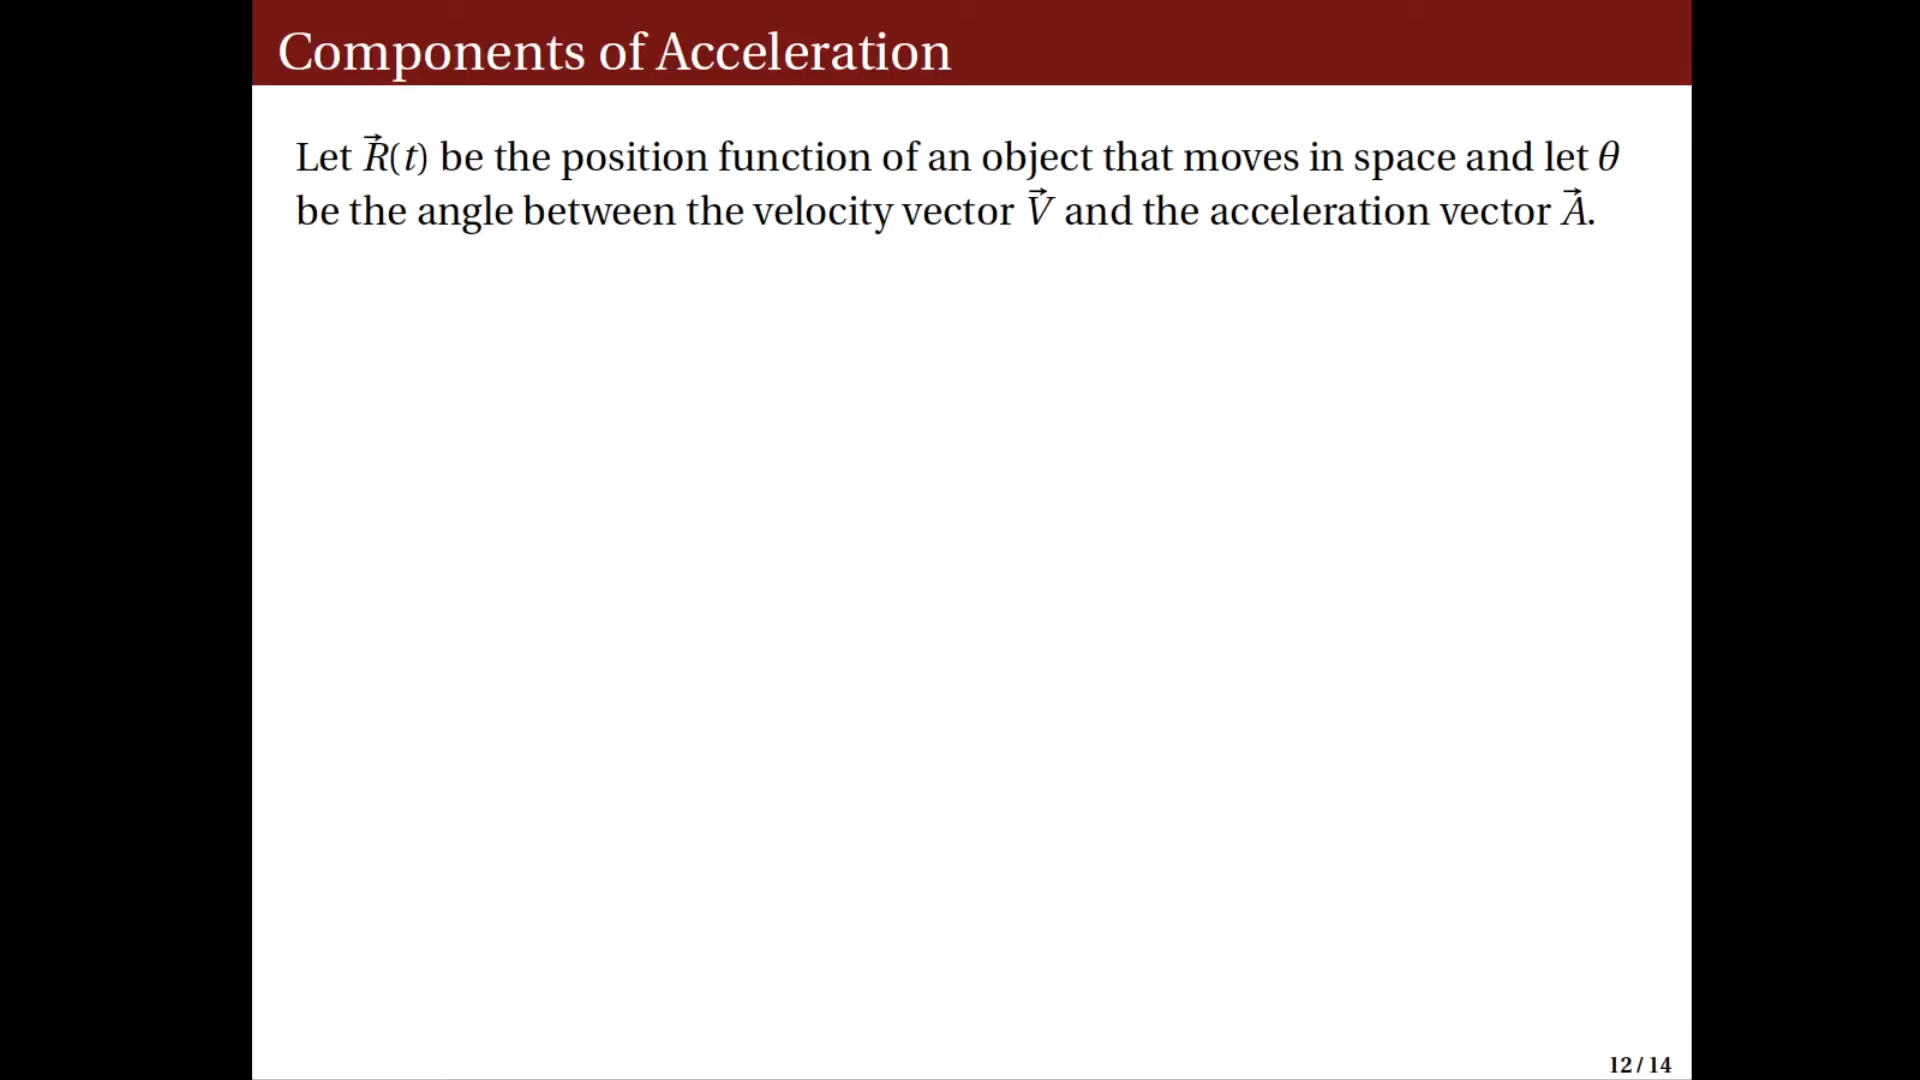 Components of Acceleration
Let R⃗(t) be the position function of an object that moves in space and let θ
be the angle between the velocity vector V⃗ and the acceleration vector A⃗.
12 / 14